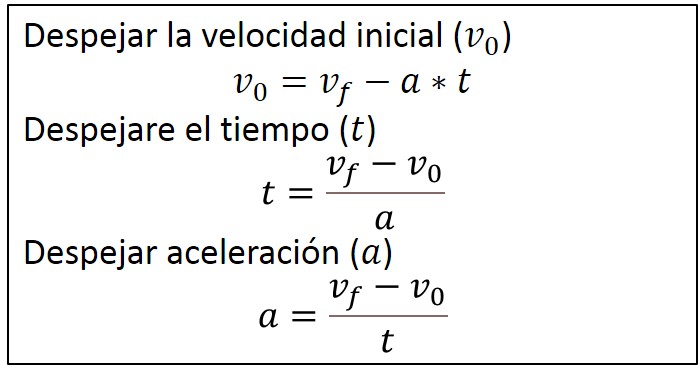 Despejar la velocidad inicial (𝑣₀)
𝑣₀ = 𝑣_f − 𝑎 ∗ 𝑡
Despejare el tiempo (𝑡)
𝑡 = (𝑣_f − 𝑣₀) / 𝑎
Despejar aceleración (𝑎)
𝑎 = (𝑣_f − 𝑣₀) / 𝑡